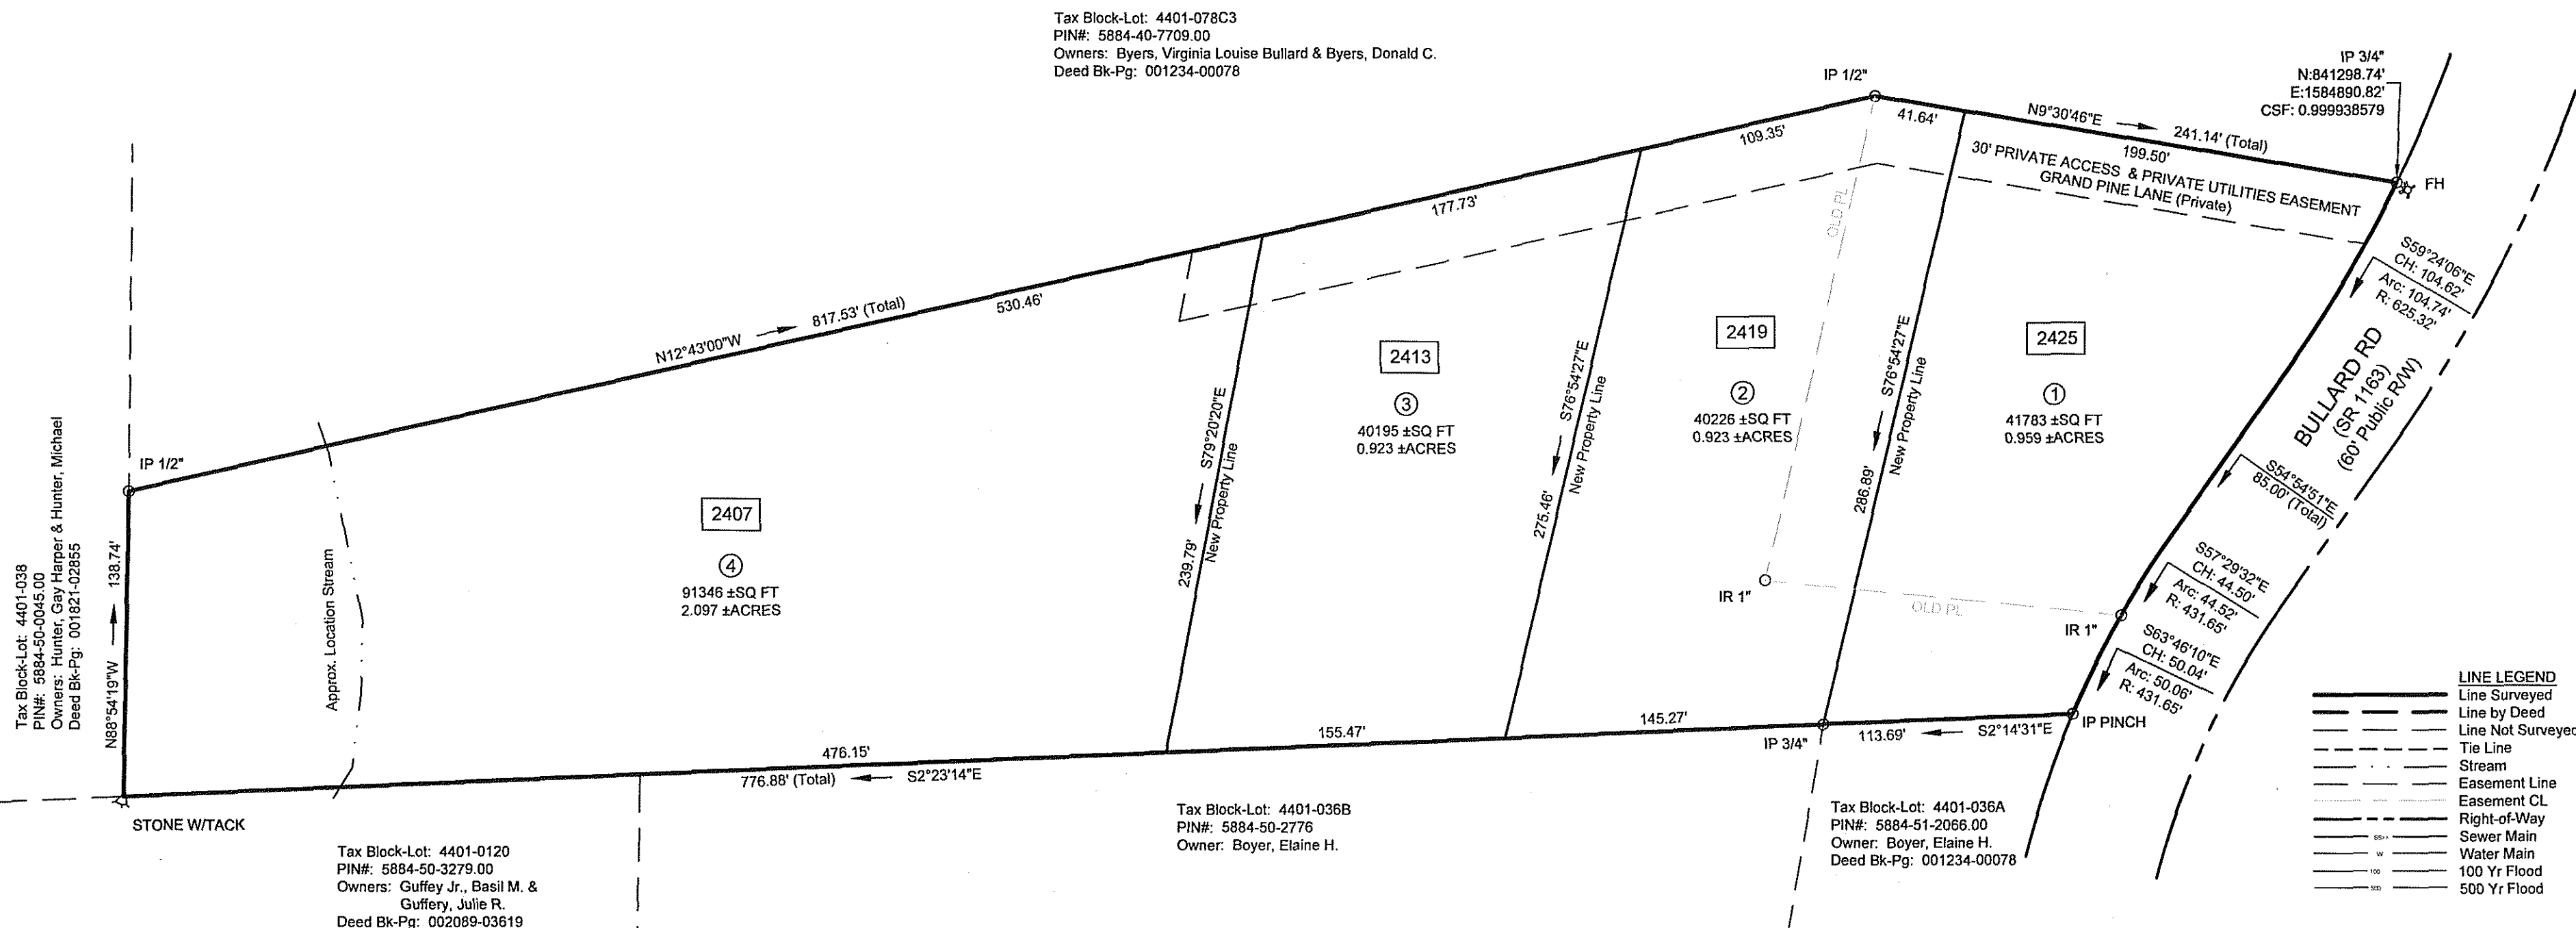 Tax Block-Lot: 4401-078C3
PIN#: 5884-40-7709.00
Owners: Byers, Virginia Louise Bullard & Byers, Donald C.
Deed Bk-Pg: 001234-00078
IP 1/2"
IP 3/4"
N:841298.74'
E:1584890.82'
CSF: 0.999938579
41.64'
N9°30'46"E
241.14' (Total)
199.50'
30' PRIVATE ACCESS & PRIVATE UTILITIES EASEMENT
GRAND PINE LANE (Private)
FH
109.35'
177.73'
530.46'
817.53' (Total)
N12°43'00"W
OLD PL
S59°24'06"E
CH: 104.62'
Arc: 104.74'
R: 625.32'
BULLARD RD
(SR 1163)
(60' Public R/W)
S54°54'51"E
85.00' (Total)
S57°29'32"E
CH: 44.50'
Arc: 44.52'
R: 431.65'
S63°46'10"E
CH: 50.04'
Arc: 50.06'
R: 431.65'
2425
1
41783 ±SQ FT
0.959 ±ACRES
S76°54'27"E
New Property Line
286.89'
2419
2
40226 ±SQ FT
0.923 ±ACRES
S76°54'27"E
New Property Line
275.46'
2413
3
40195 ±SQ FT
0.923 ±ACRES
S79°20'20"E
New Property Line
239.79'
2407
4
91346 ±SQ FT
2.097 ±ACRES
IR 1"
OLD PL
IR 1"
IP PINCH
IP 1/2"
Approx. Location Stream
138.74'
N88°54'19"W
Tax Block-Lot: 4401-038
PIN#: 5884-50-0045.00
Owners: Hunter, Gay Harper & Hunter, Michael
Deed Bk-Pg: 001821-02855
STONE W/TACK
476.15'
776.88' (Total)
S2°23'14"E
155.47'
145.27'
IP 3/4"
113.69'
S2°14'31"E
Tax Block-Lot: 4401-0120
PIN#: 5884-50-3279.00
Owners: Guffey Jr., Basil M. &
Guffery, Julie R.
Deed Bk-Pg: 002089-03619
Tax Block-Lot: 4401-036B
PIN#: 5884-50-2776
Owner: Boyer, Elaine H.
Tax Block-Lot: 4401-036A
PIN#: 5884-51-2066.00
Owner: Boyer, Elaine H.
Deed Bk-Pg: 001234-00078
LINE LEGEND
Line Surveyed
Line by Deed
Line Not Surveyed
Tie Line
Stream
Easement Line
Easement CL
Right-of-Way
Sewer Main
W Water Main
100 100 Yr Flood
500 500 Yr Flood